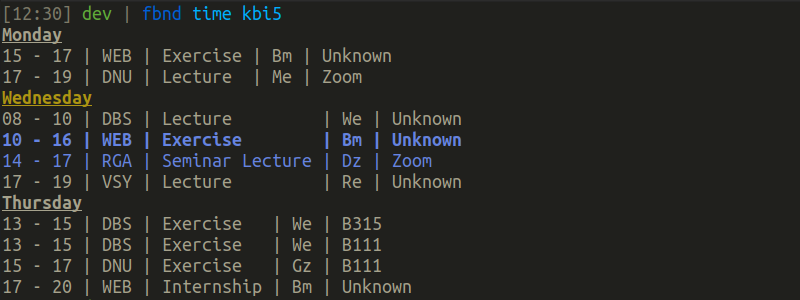 [12:30] dev | fbnd time kbi5
Monday
15 - 17 | WEB | Exercise | Bm | Unknown
17 - 19 | DNU | Lecture  | Me | Zoom
Wednesday
08 - 10 | DBS | Lecture         | We | Unknown
10 - 16 | WEB | Exercise        | Bm | Unknown
14 - 17 | RGA | Seminar Lecture | Dz | Zoom
17 - 19 | VSY | Lecture         | Re | Unknown
Thursday
13 - 15 | DBS | Exercise   | We | B315
13 - 15 | DBS | Exercise   | We | B111
15 - 17 | DNU | Exercise   | Gz | B111
17 - 20 | WEB | Internship | Bm | Unknown